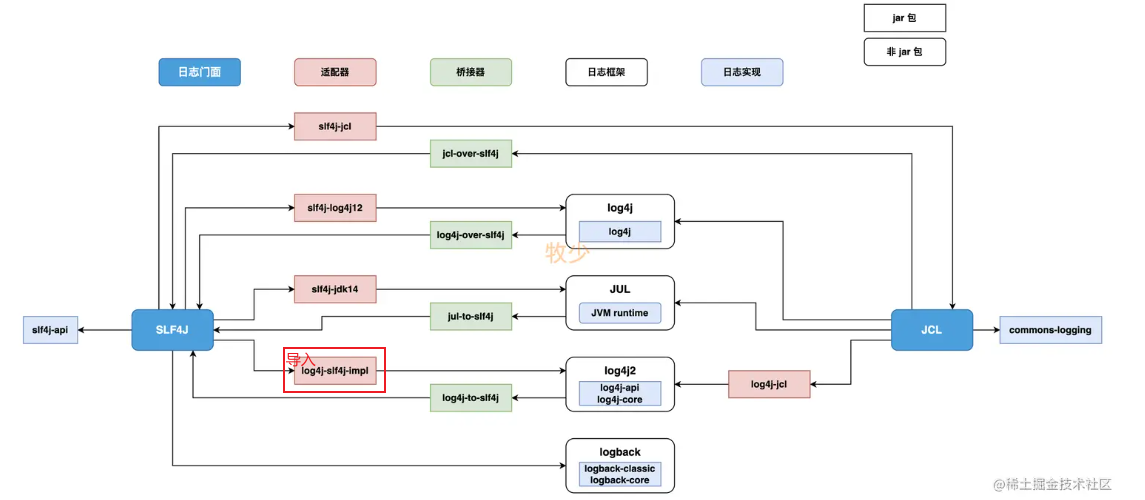 jar 包
非 jar 包
日志门面
适配器
桥接器
日志框架
日志实现
slf4j-jcl
jcl-over-slf4j
slf4j-log4j12
log4j
log4j
log4j-over-slf4j
牧少
slf4j-jdk14
JUL
JVM runtime
jul-to-slf4j
slf4j-api
SLF4J
JCL
commons-logging
导入
log4j-slf4j-impl
log4j2
log4j-api
log4j-core
log4j-jcl
log4j-to-slf4j
logback
logback-classic
logback-core
@稀土掘金技术社区